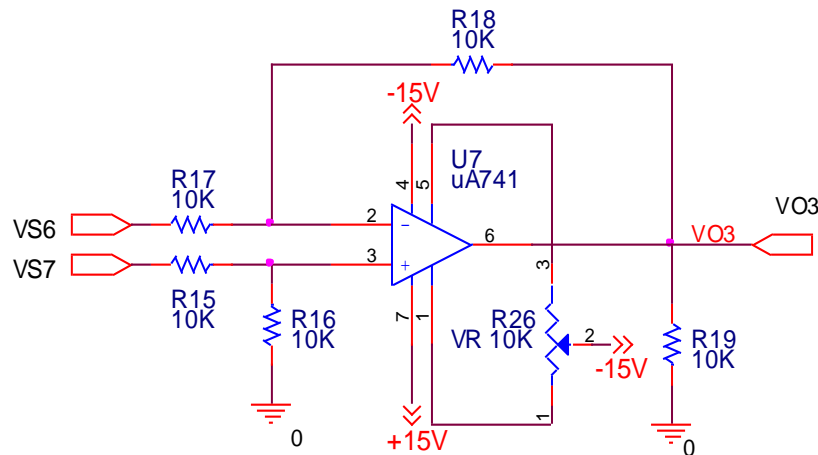 R18
10K
-15V
U7
uA741
4
5
R17
10K
VS6
2
-
VO3
6
VO3
VS7
3
+
3
R15
10K
R16
10K
7
1
R26
VR 10K
2
-15V
R19
10K
1
+15V
0
0